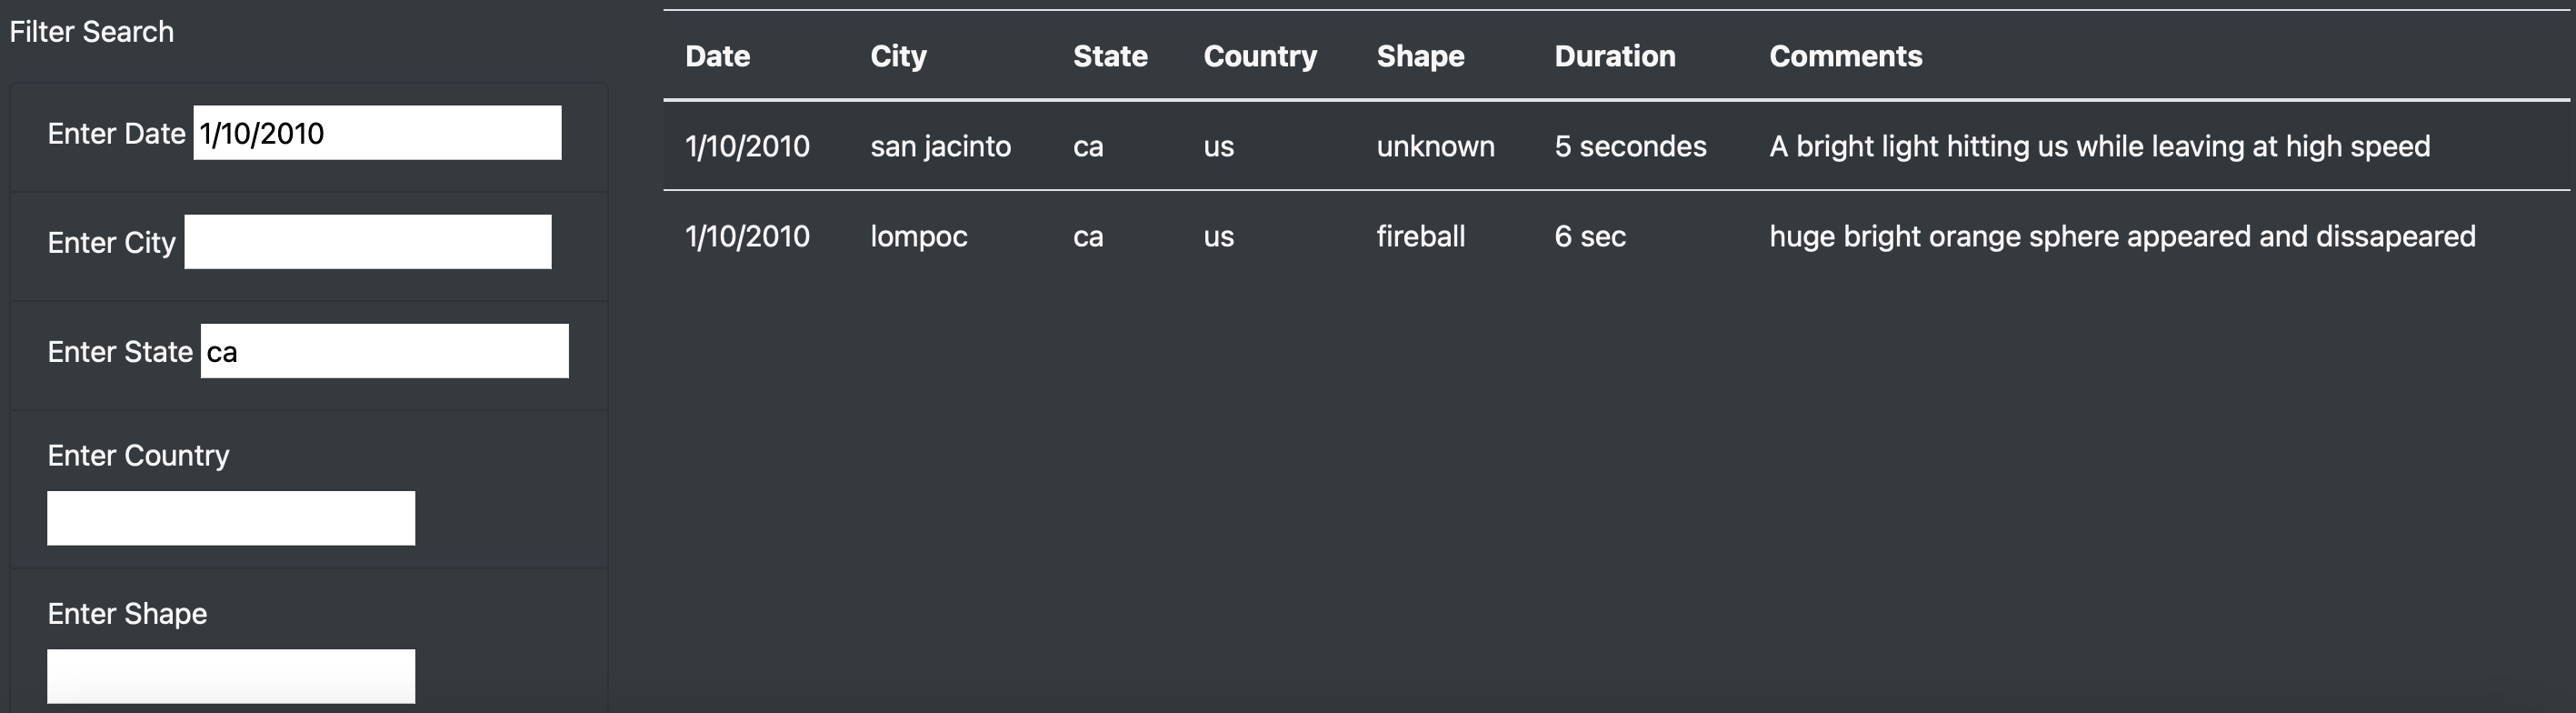 Filter Search
Enter Date 1/10/2010
Enter City
Enter State ca
Enter Country
Enter Shape
Date City State Country Shape Duration Comments
1/10/2010 san jacinto ca us unknown 5 secondes A bright light hitting us while leaving at high speed
1/10/2010 lompoc ca us fireball 6 sec huge bright orange sphere appeared and dissapeared